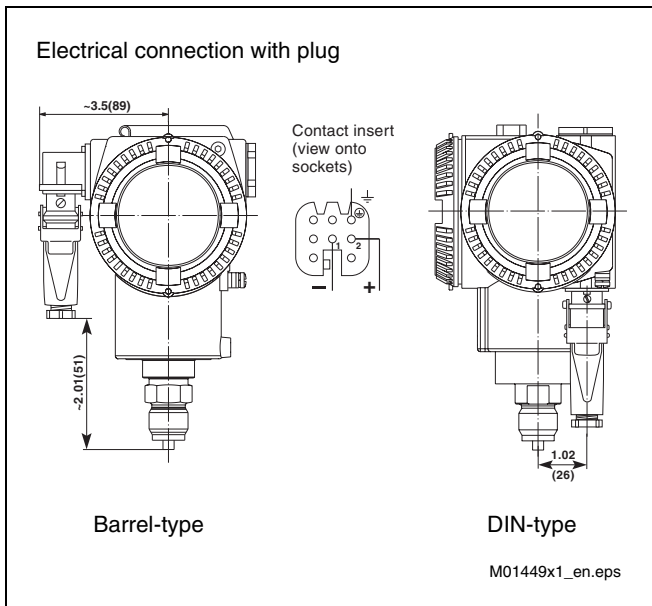 Electrical connection with plug
~3.5(89)
Contact insert
(view onto
sockets)
1
2
–
+
~2.01(51)
1.02
(26)
Barrel-type
DIN-type
M01449x1_en.eps